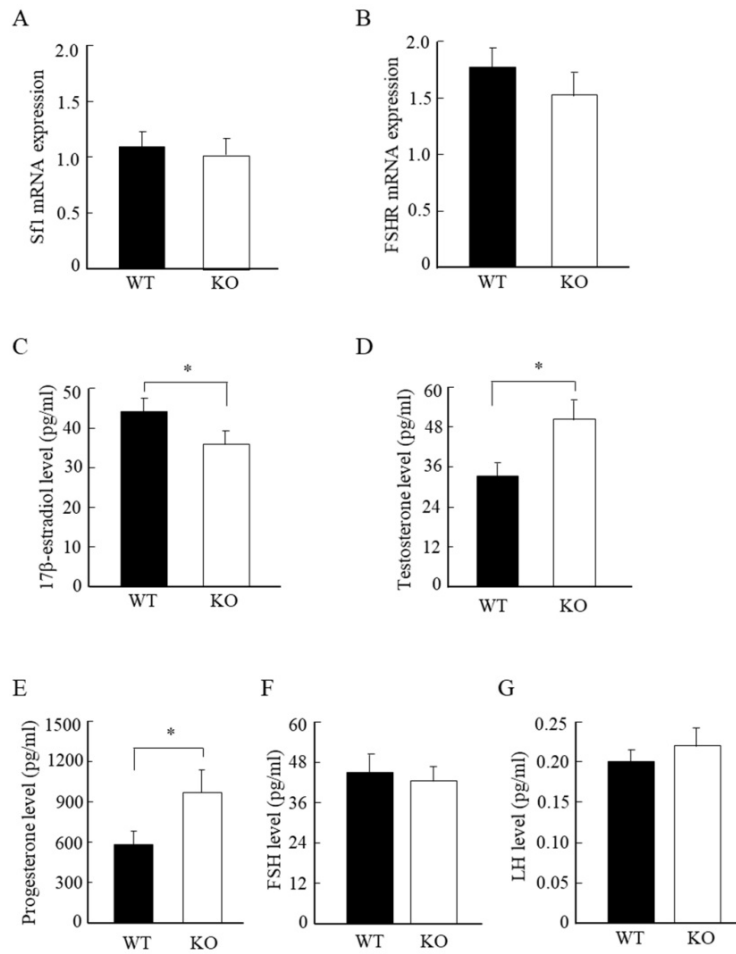 A
Sf1 mRNA expression
2.0
1.5
1.0
0.5
0
WT KO
B
FSHR mRNA expression
2.0
1.5
1.0
0.5
0
WT KO
C
17β-estradiol level (pg/ml)
50
40
30
20
10
0
*
WT KO
D
Testosterone level (pg/ml)
60
48
36
24
12
0
*
WT KO
E
Progesterone level (pg/ml)
1500
1200
900
600
300
0
*
WT KO
F
FSH level (pg/ml)
60
48
36
24
12
0
WT KO
G
LH level (pg/ml)
0.25
0.20
0.15
0.10
0.05
0
WT KO